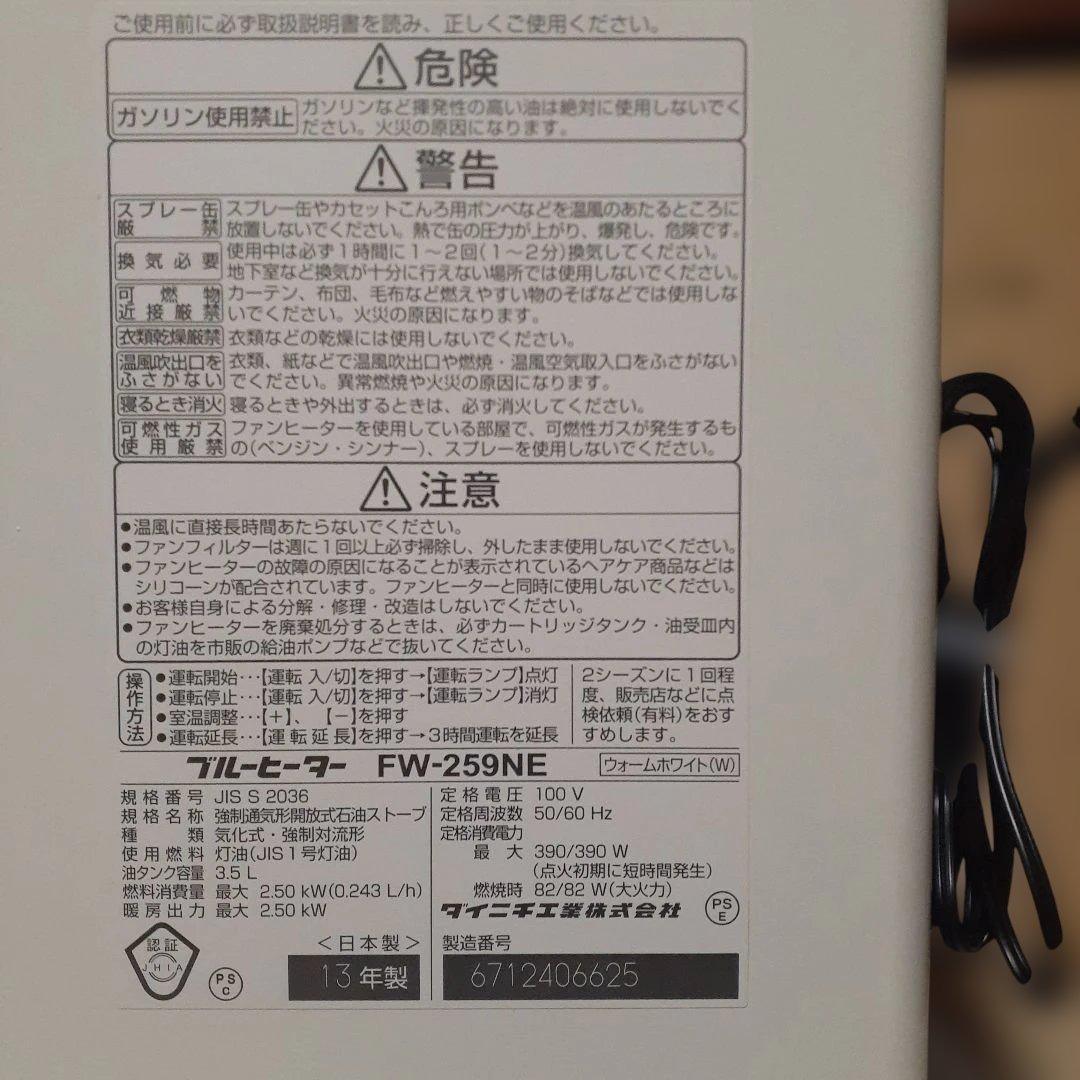 ご使用前に必ず取扱説明書を読み、正しくご使用ください。
危険
ガソリン使用禁止 ガソリンなど揮発性の高い油は絶対に使用しないでく
ださい。火災の原因になります。
警告
スプレー缶 スプレー缶やカセットこんろ用ボンベなどを温風のあたるところに
厳禁 放置しないでください。熱で缶の圧力が上がり、爆発し、危険です。
換気必要 使用中は必ず1時間に1〜2回(1〜2分)換気してください。
地下室など換気が十分に行えない場所では使用しないでください。
可燃物 カーテン、布団、毛布など燃えやすい物のそばなどでは使用しな
近接厳禁 いでください。火災の原因になります。
衣類乾燥厳禁 衣類などの乾燥には使用しないでください。
温風吹出口を 衣類、紙などで温風吹出口や燃焼・温風空気取入口をふさがない
ふさがない でください。異常燃焼や火災の原因になります。
寝るとき消火 寝るときや外出するときは、必ず消火してください。
可燃性ガス ファンヒーターを使用している部屋で、可燃性ガスが発生するも
使用厳禁 の(ベンジン・シンナー)、スプレーを使用しないでください。
注意
●温風に直接長時間あたらないでください。
●ファンフィルターは週に1回以上必ず掃除し、外したまま使用しないでください。
●ファンヒーターの故障の原因になることが表示されているヘアケア商品などは
シリコーンが配合されています。ファンヒーターと同時に使用しないでください。
●お客様自身による分解・修理・改造はしないでください。
●ファンヒーターを廃棄処分するときは、必ずカートリッジタンク・油受皿内
の灯油を市販の給油ポンプなどで抜いてください。
操作方法
●運転開始…【運転 入/切】を押す→【運転ランプ】点灯
●運転停止…【運転 入/切】を押す→【運転ランプ】消灯
●室温調整…【+】、【−】を押す
●運転延長…【運転延長】を押す→3時間運転を延長
2シーズンに1回程
度、販売店などに点
検依頼(有料)をおす
すめします。
ブルーヒーター FW-259NE ウォームホワイト(W)
規格番号 JIS S 2036
規格名称 強制通気形開放式石油ストーブ
種類 気化式・強制対流形
使用燃料 灯油(JIS1号灯油)
油タンク容量 3.5 L
燃料消費量 最大 2.50 kW(0.243 L/h)
暖房出力 最大 2.50 kW
定格電圧 100 V
定格周波数 50/60 Hz
定格消費電力
最大 390/390 W
(点火初期に短時間発生)
燃焼時 82/82 W(大火力)
ダイニチ工業株式会社
PS
E
認証
JHIA
PS
C
<日本製>
13年製
製造番号
6712406625